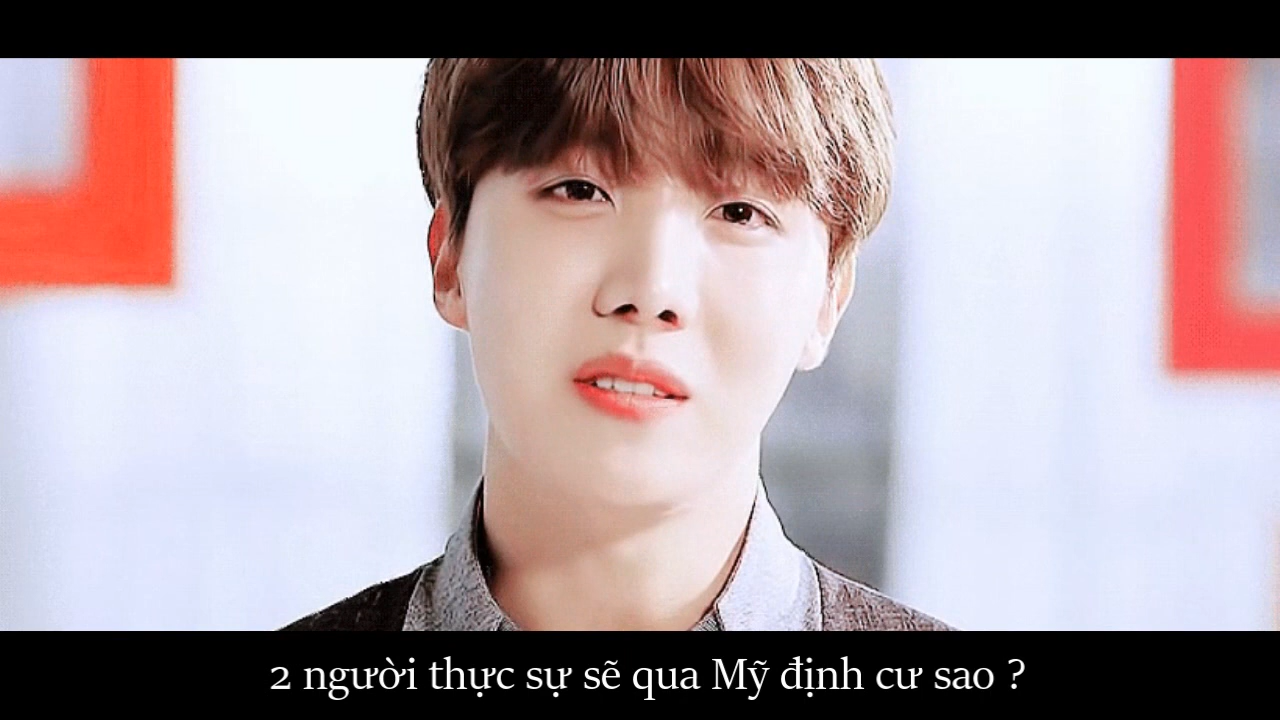 2 người thực sự sẽ qua Mỹ định cư sao ?